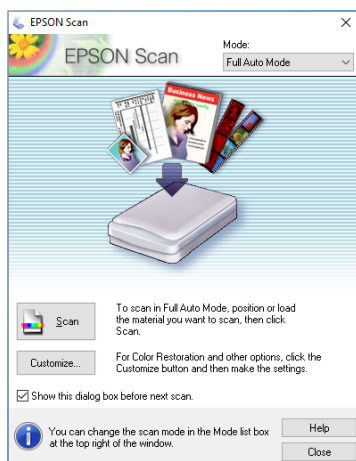 EPSON Scan
EPSON Scan
Mode:
Full Auto Mode
Business News
Scan
To scan in Full Auto Mode, position or load
the material you want to scan, then click
Scan.
Customize...
For Color Restoration and other options, click the
Customize button and then make the settings.
Show this dialog box before next scan.
You can change the scan mode in the Mode list box
at the top right of the window.
Help
Close